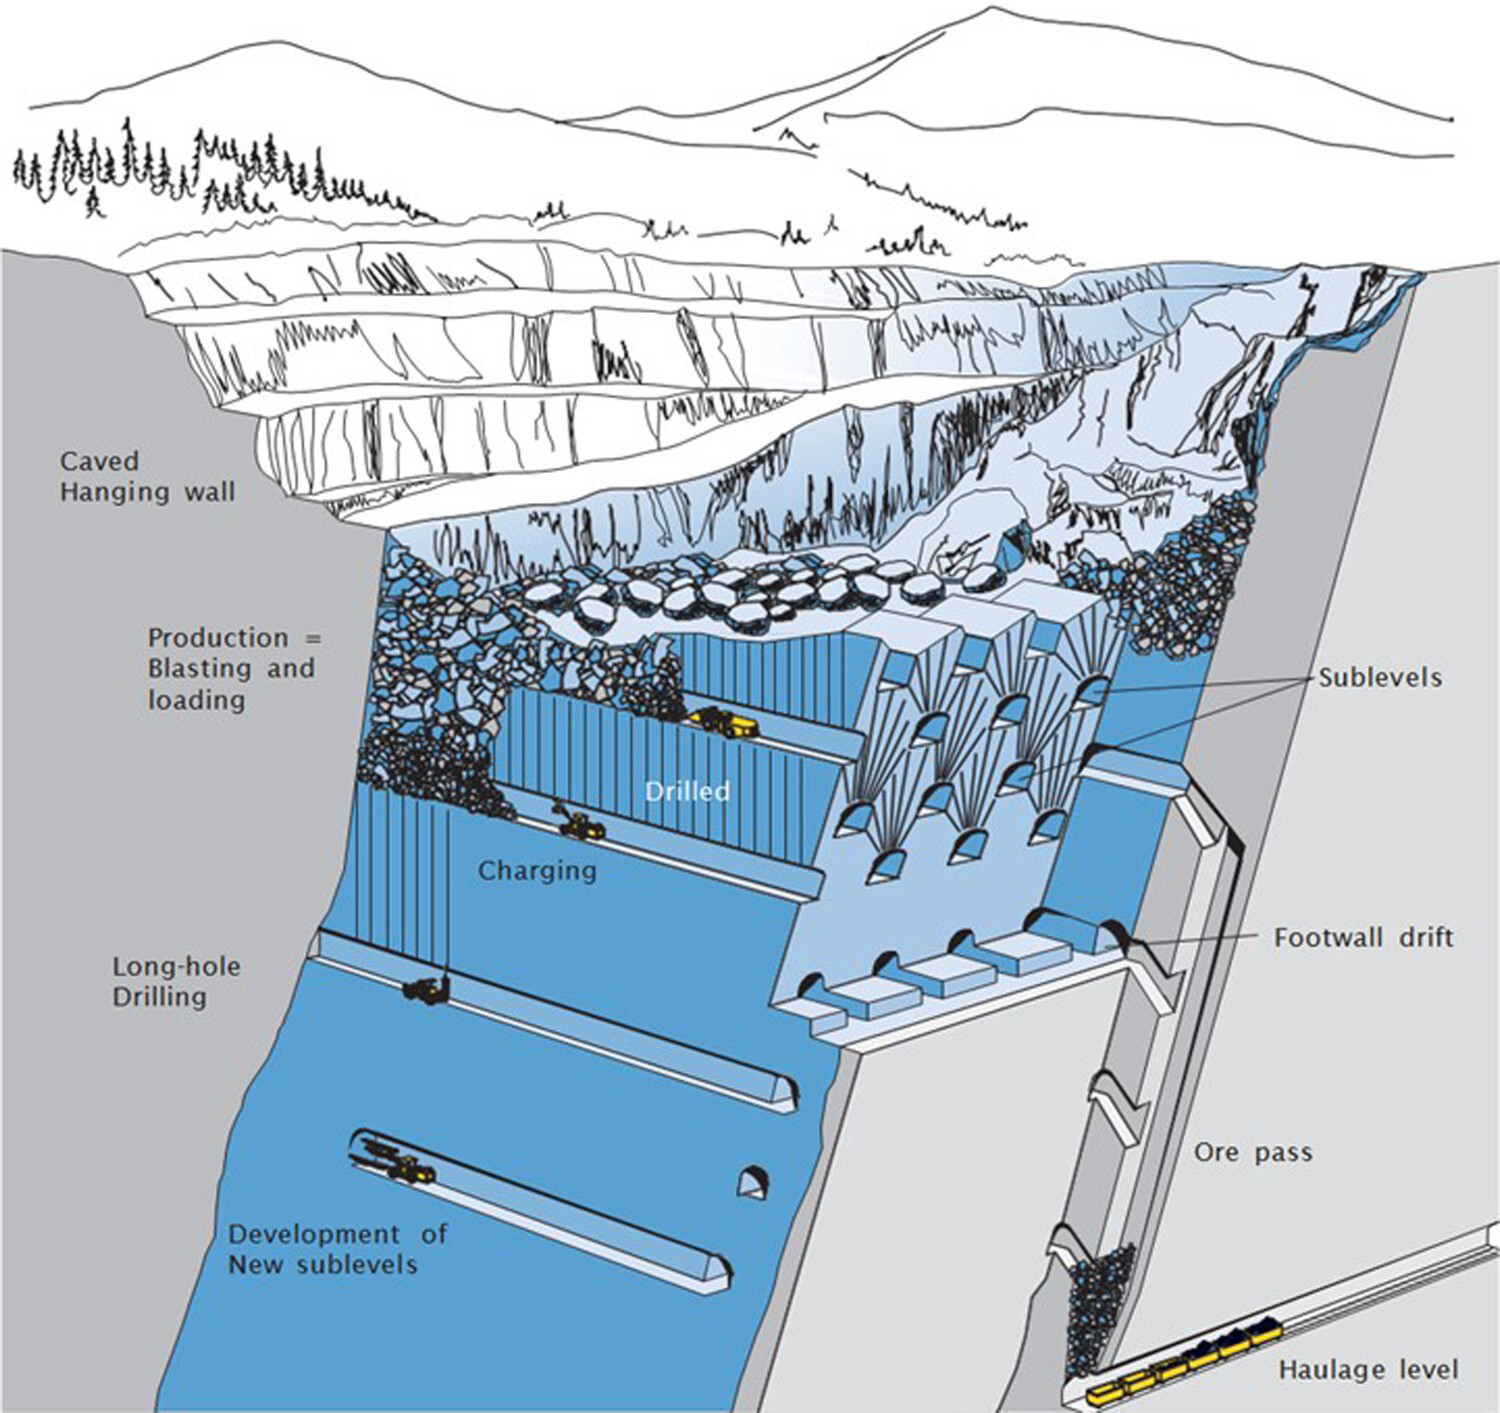 Caved
Hanging wall
Production =
Blasting and
loading
Sublevels
Drilled
Charging
Footwall drift
Long-hole
Drilling
Ore pass
Development of
New sublevels
Haulage level